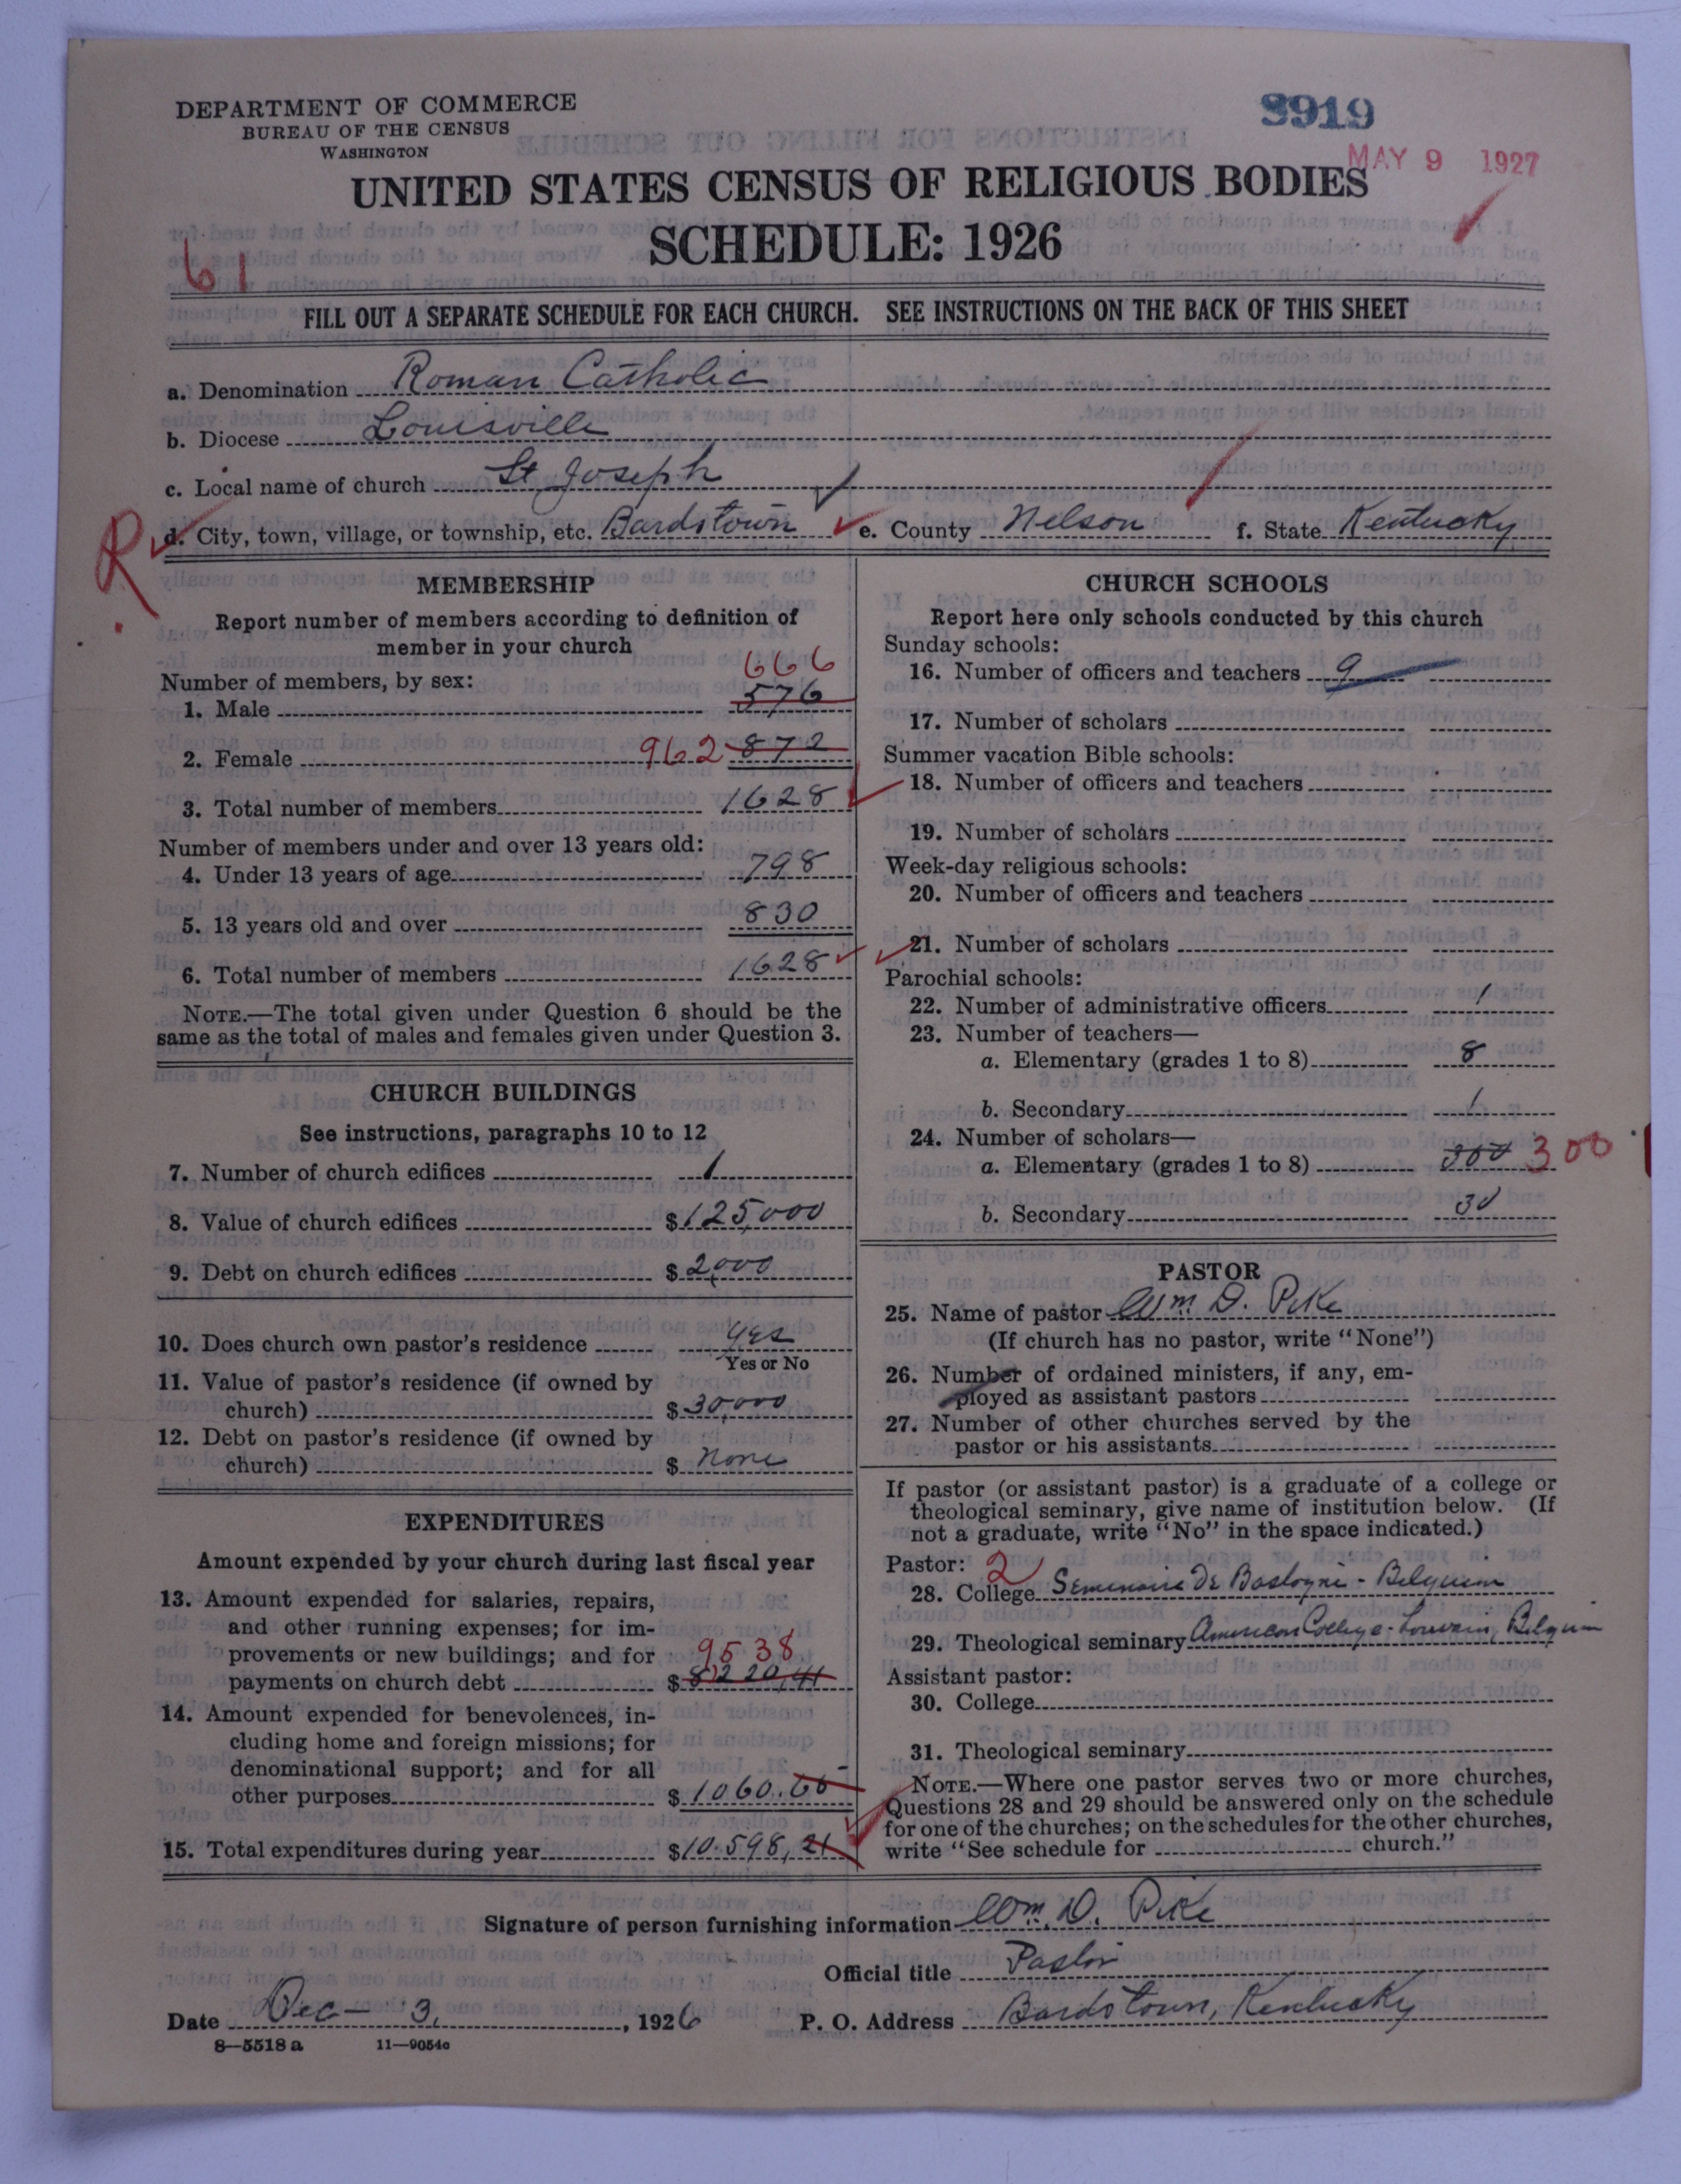 DEPARTMENT OF COMMERCE
BUREAU OF THE CENSUS
WASHINGTON
8919
MAY 9 1927
UNITED STATES CENSUS OF RELIGIOUS BODIES
SCHEDULE: 1926
61
FILL OUT A SEPARATE SCHEDULE FOR EACH CHURCH. SEE INSTRUCTIONS ON THE BACK OF THIS SHEET
a. Denomination Roman Catholic
b. Diocese Louisville
c. Local name of church St Joseph
R d. City, town, village, or township, etc. Bardstown e. County Nelson f. State Kentucky
MEMBERSHIP
Report number of members according to definition of
member in your church
Number of members, by sex:
666
1. Male 576
2. Female 962 872
3. Total number of members 1628
Number of members under and over 13 years old:
4. Under 13 years of age 798
5. 13 years old and over 830
6. Total number of members 1628
NOTE.—The total given under Question 6 should be the
same as the total of males and females given under Question 3.
CHURCH BUILDINGS
See instructions, paragraphs 10 to 12
7. Number of church edifices 1
8. Value of church edifices $125,000
9. Debt on church edifices $2,000
10. Does church own pastor's residence yes
Yes or No
11. Value of pastor's residence (if owned by
church) $30,000
12. Debt on pastor's residence (if owned by
church) $none
EXPENDITURES
Amount expended by your church during last fiscal year
13. Amount expended for salaries, repairs,
and other running expenses; for im-
provements or new buildings; and for 9538
payments on church debt $
14. Amount expended for benevolences, in-
cluding home and foreign missions; for
denominational support; and for all
other purposes $1060.
15. Total expenditures during year $10.598,21
CHURCH SCHOOLS
Report here only schools conducted by this church
Sunday schools:
16. Number of officers and teachers 9
17. Number of scholars
Summer vacation Bible schools:
18. Number of officers and teachers
19. Number of scholars
Week-day religious schools:
20. Number of officers and teachers
21. Number of scholars
Parochial schools:
22. Number of administrative officers 1
23. Number of teachers—
a. Elementary (grades 1 to 8) 8
b. Secondary 1
24. Number of scholars—
a. Elementary (grades 1 to 8) 300 300
b. Secondary 30
PASTOR
25. Name of pastor Wm D. Pike
(If church has no pastor, write "None")
26. Number of ordained ministers, if any, em-
ployed as assistant pastors
27. Number of other churches served by the
pastor or his assistants
If pastor (or assistant pastor) is a graduate of a college or
theological seminary, give name of institution below. (If
not a graduate, write "No" in the space indicated.)
Pastor: 2
28. College Seminaire De Bastogne - Belgium
29. Theological seminary American College - Louvain, Belgium
Assistant pastor:
30. College
31. Theological seminary
NOTE.—Where one pastor serves two or more churches,
Questions 28 and 29 should be answered only on the schedule
for one of the churches; on the schedules for the other churches,
write "See schedule for church."
Signature of person furnishing information Wm. D. Pike
Official title Pastor
Date Dec - 3, 1926 P. O. Address Bardstown, Kentucky
8—5518 a 11—9054c